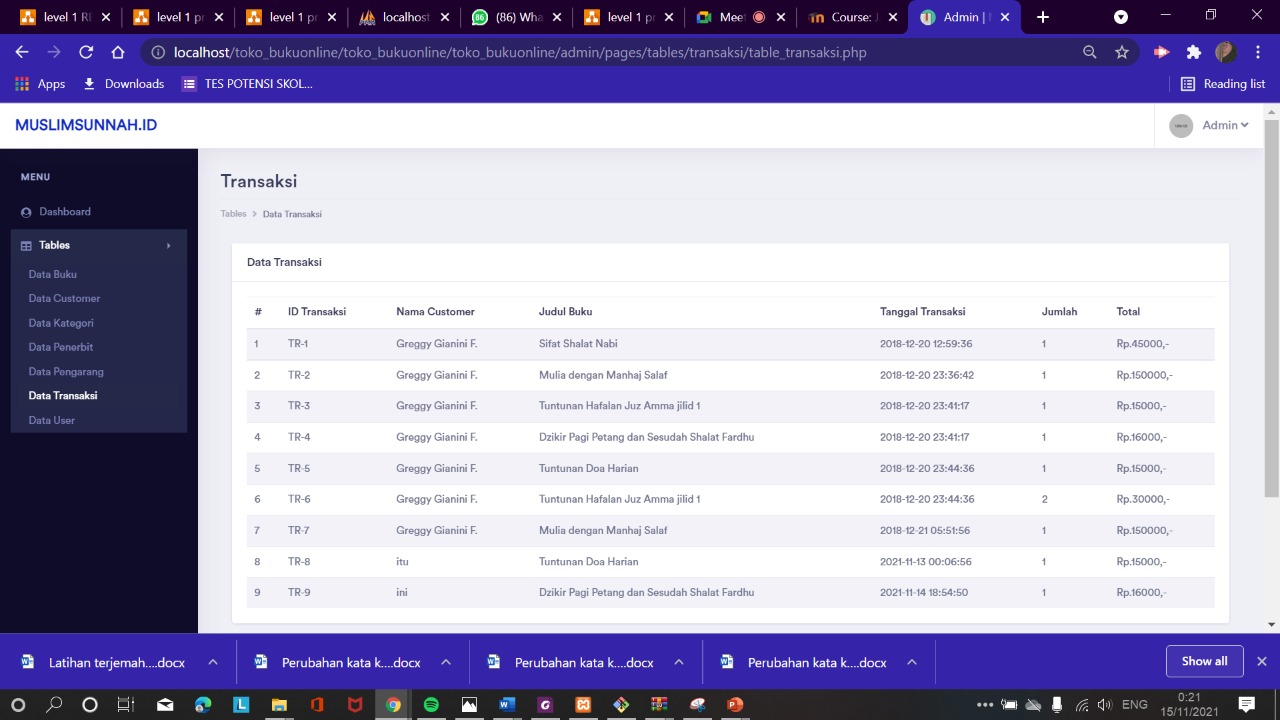 level 1 RI
level 1 pr
level 1 pr
localhost
86
(86) Wha
level 1 pr
Meet
Course: J
Admin |
localhost/toko_bukuonline/toko_bukuonline/toko_bukuonline/admin/pages/tables/transaksi/table_transaksi.php
Apps
Downloads
TES POTENSI SKOL...
Reading list
MUSLIMSUNNAH.ID
Admin
MENU
Dashboard
Tables
Data Buku
Data Customer
Data Kategori
Data Penerbit
Data Pengarang
Data Transaksi
Data User
Transaksi
Tables > Data Transaksi
Data Transaksi
# ID Transaksi Nama Customer Judul Buku Tanggal Transaksi Jumlah Total
1 TR-1 Greggy Gianini F. Sifat Shalat Nabi 2018-12-20 12:59:36 1 Rp.45000,-
2 TR-2 Greggy Gianini F. Mulia dengan Manhaj Salaf 2018-12-20 23:36:42 1 Rp.150000,-
3 TR-3 Greggy Gianini F. Tuntunan Hafalan Juz Amma jilid 1 2018-12-20 23:41:17 1 Rp.15000,-
4 TR-4 Greggy Gianini F. Dzikir Pagi Petang dan Sesudah Shalat Fardhu 2018-12-20 23:41:17 1 Rp.16000,-
5 TR-5 Greggy Gianini F. Tuntunan Doa Harian 2018-12-20 23:44:36 1 Rp.15000,-
6 TR-6 Greggy Gianini F. Tuntunan Hafalan Juz Amma jilid 1 2018-12-20 23:44:36 2 Rp.30000,-
7 TR-7 Greggy Gianini F. Mulia dengan Manhaj Salaf 2018-12-21 05:51:56 1 Rp.150000,-
8 TR-8 itu Tuntunan Doa Harian 2021-11-13 00:06:56 1 Rp.15000,-
9 TR-9 ini Dzikir Pagi Petang dan Sesudah Shalat Fardhu 2021-11-14 18:54:50 1 Rp.16000,-
Latihan terjemah....docx
Perubahan kata k....docx
Perubahan kata k....docx
Perubahan kata k....docx
Show all
ENG
0:21
15/11/2021